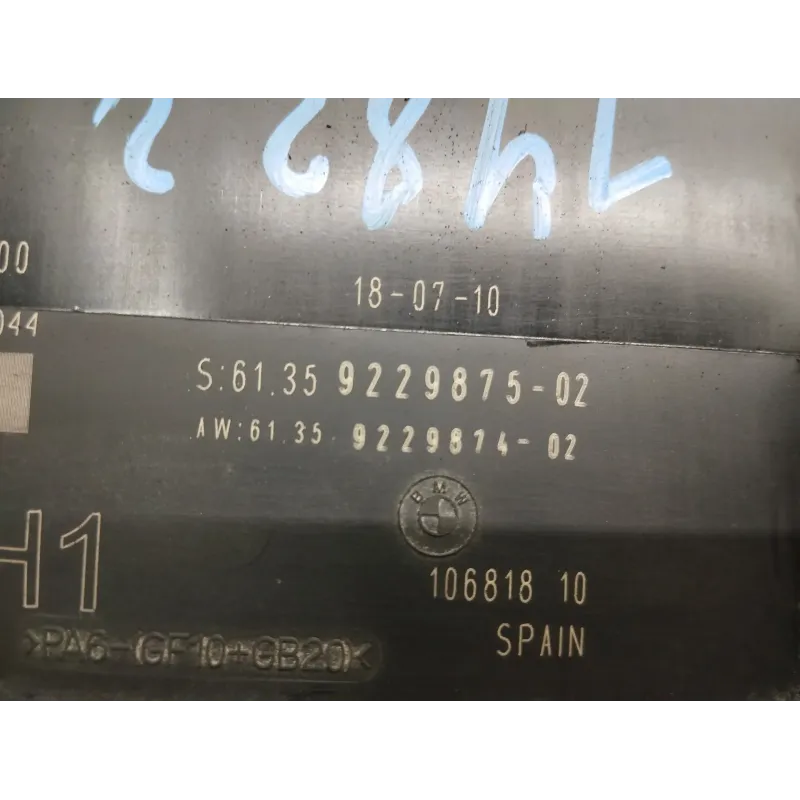 00
18-07-10
044
S:61.35 9229875-02
AW:61.35 9229874-02
BMW
H1
106818 10
SPAIN
>PA6-(GF10+GB20)<